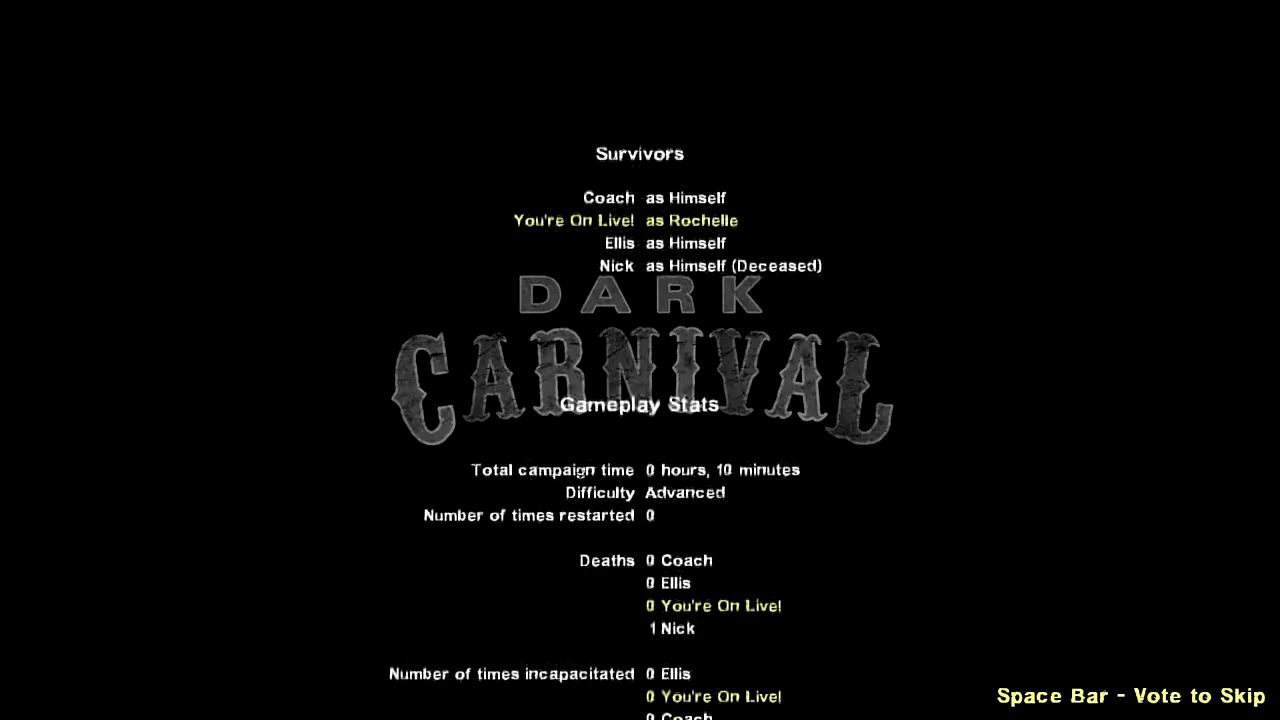 Survivors
Coach as Himself
You're On Live! as Rochelle
Ellis as Himself
Nick as Himself (Deceased)
DARK
CARNIVAL
Gameplay Stats
Total campaign time 0 hours, 10 minutes
Difficulty Advanced
Number of times restarted 0
Deaths 0 Coach
0 Ellis
0 You're On Live!
1 Nick
Number of times incapacitated 0 Ellis
0 You're On Live!
Space Bar - Vote to Skip
0 Coach